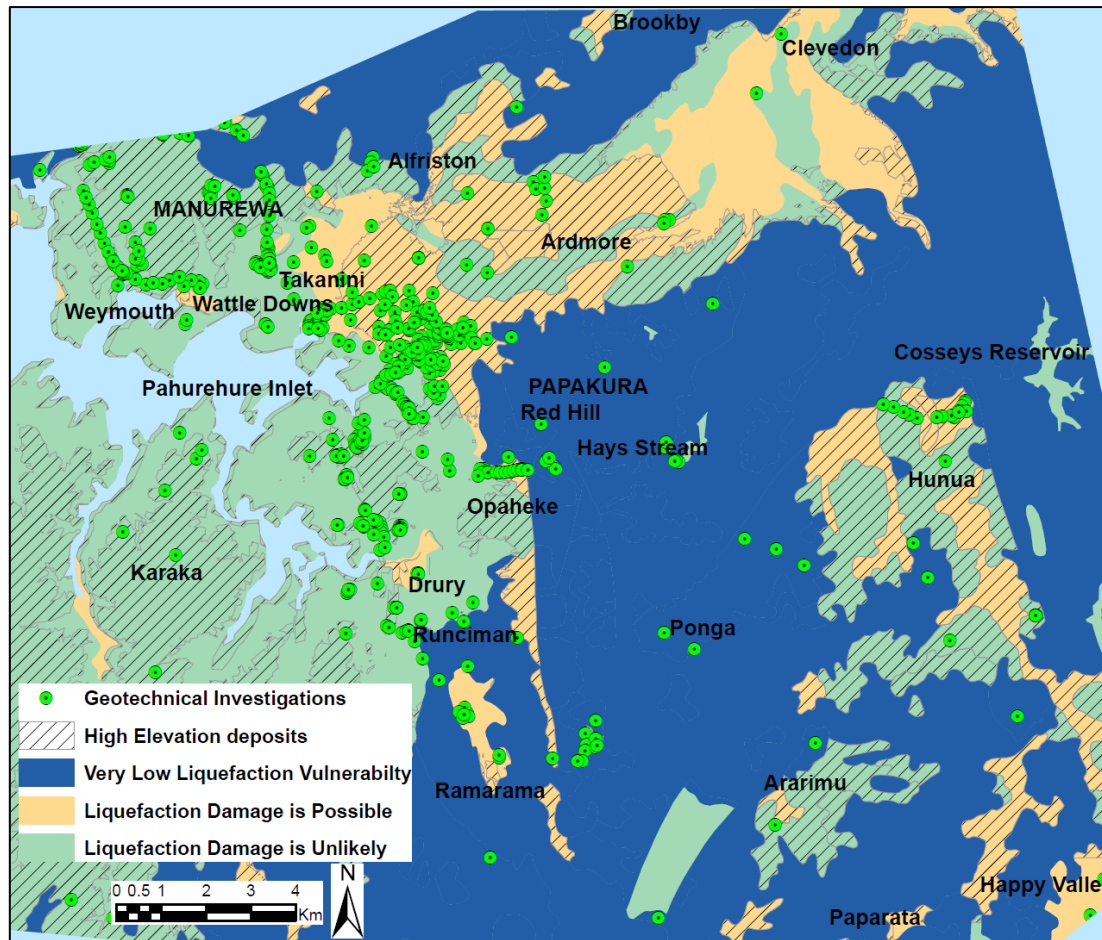 Brookby
Clevedon
Alfriston
MANUREWA
Ardmore
Takanini
Wattle Downs
Weymouth
Cosseys Reservoir
Pahurehure Inlet
PAPAKURA
Red Hill
Hays Stream
Hunua
Opaheke
Karaka
Drury
Runciman
Ponga
Geotechnical Investigations
High Elevation deposits
Very Low Liquefaction Vulnerabilty
Liquefaction Damage is Possible
Liquefaction Damage is Unlikely
Ramarama
Ararimu
N
0 0.5 1 2 3 4
Km
Happy Valle
Paparata